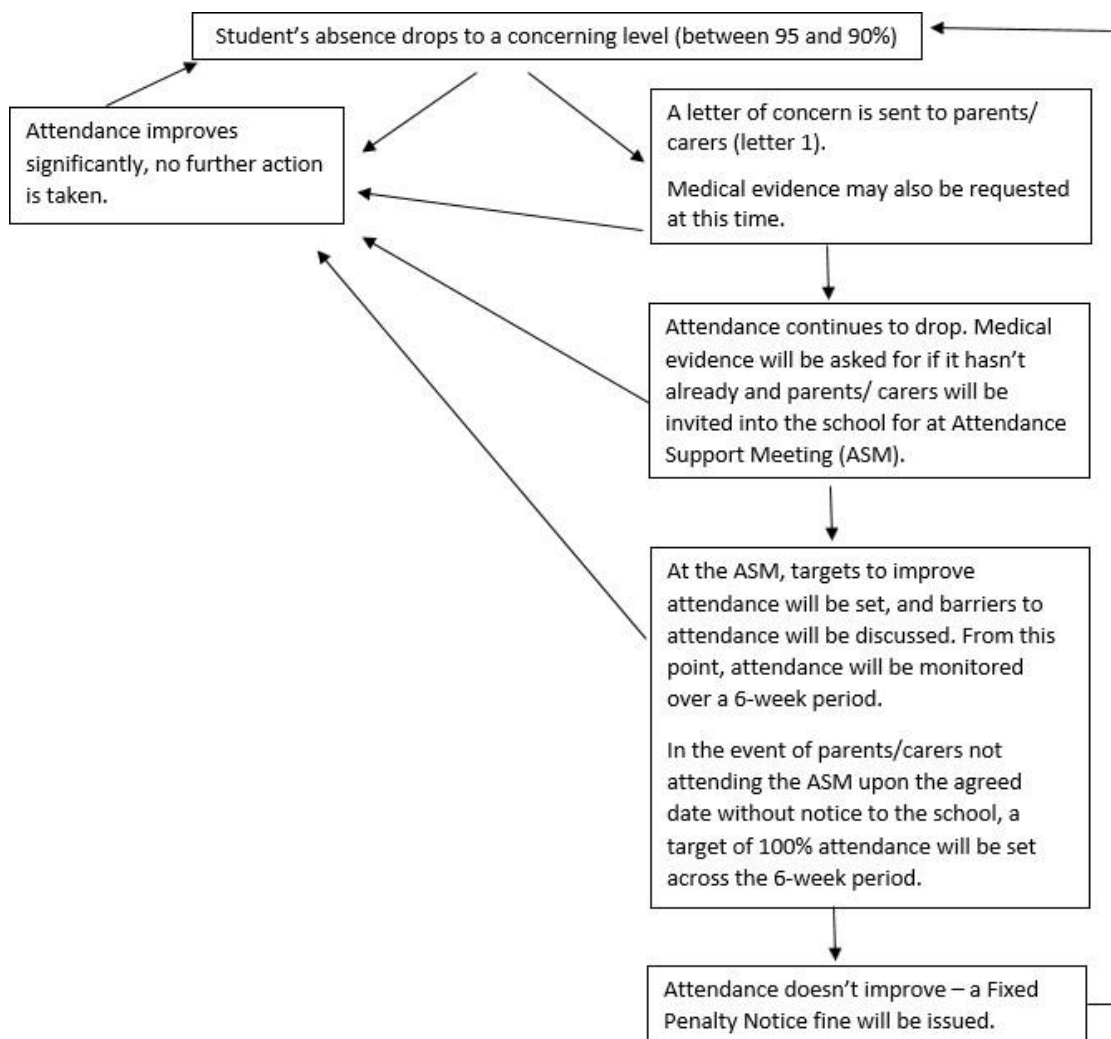 Student’s absence drops to a concerning level (between 95 and 90%)
Attendance improves
significantly, no further action
is taken.
A letter of concern is sent to parents/
carers (letter 1).
Medical evidence may also be requested
at this time.
Attendance continues to drop. Medical
evidence will be asked for if it hasn’t
already and parents/ carers will be
invited into the school for at Attendance
Support Meeting (ASM).
At the ASM, targets to improve
attendance will be set, and barriers to
attendance will be discussed. From this
point, attendance will be monitored
over a 6-week period.
In the event of parents/carers not
attending the ASM upon the agreed
date without notice to the school, a
target of 100% attendance will be set
across the 6-week period.
Attendance doesn’t improve – a Fixed
Penalty Notice fine will be issued.